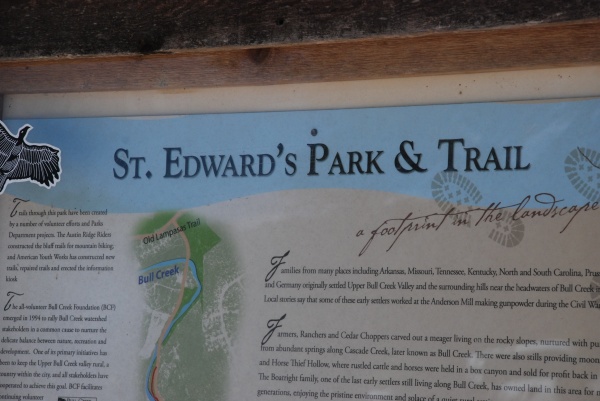 ST. EDWARD'S PARK & TRAIL
a footprint in the landscape
Trails through this park have been created
by a number of volunteer efforts and Parks
Department projects. The Austin Ridge Riders
constructed the bluff trails for mountain biking;
and American Youth Works has constructed new
trails, repaired trails and erected the information
kiosk
The all-volunteer Bull Creek Foundation (BCF)
emerged in 1994 to rally Bull Creek watershed
stakeholders in a common cause to nurture the
delicate balance between nature, recreation and
development. One of its primary initiatives has
been to keep the Upper Bull Creek valley rural, a
country within city, and all stakeholders have
cooperated to achieve this goal. BCF facilitates
continuing volunteer
Old Lampasas Trail
Bull Creek
Families from many places including Arkansas, Missouri, Tennessee, Kentucky, North and South Carolina,
and Germany originally settled Upper Bull Creek Valley and the surrounding hills near the headwaters of Bull Creek
Local stories say that some of these early settlers worked at the Anderson Mill making gunpowder during the Civil War
Farmers, Ranchers and Cedar Choppers carved out a meager living on the rocky slopes, nurtured with
from abundant springs along Cascade Creek, later known as Bull Creek. There were also stills providing
and Horse Thief Hollow, where rustled cattle and horses were held in a box canyon and sold for profit back in
The Boatright family, one of the last early settlers still living along Bull Creek, has owned land in this area for
generations, enjoying the pristine environment and solace of a quiet rural